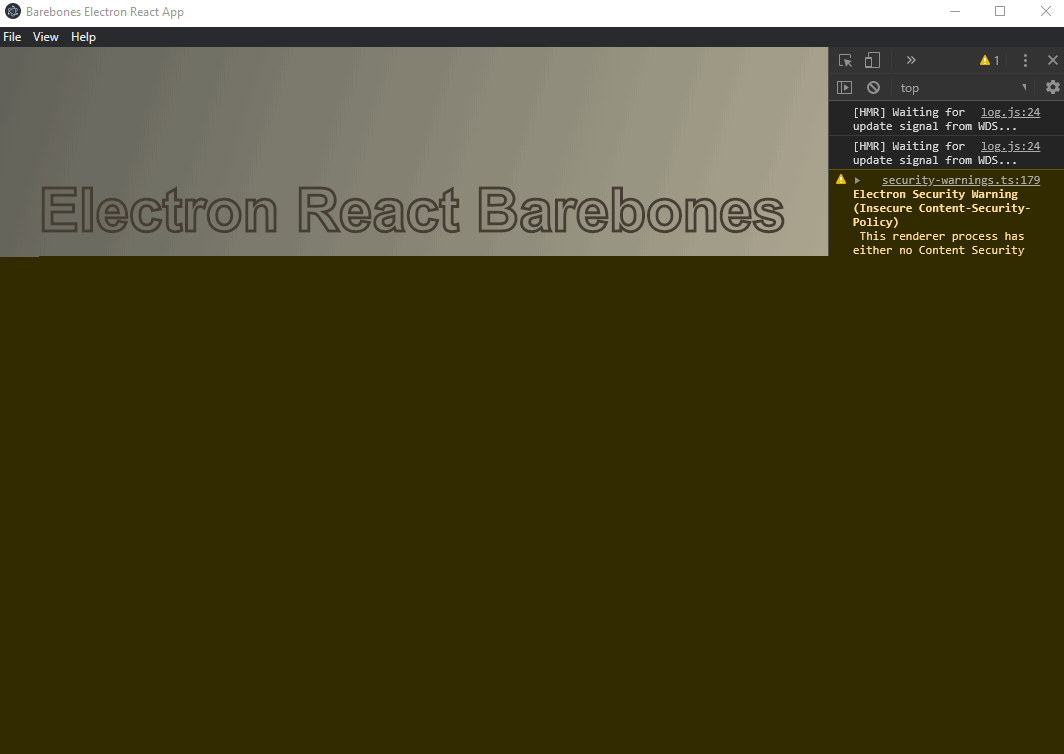 Barebones Electron React App
File View Help
1
top
[HMR] Waiting for log.js:24
update signal from WDS...
[HMR] Waiting for log.js:24
update signal from WDS...
security-warnings.ts:179
Electron Security Warning
(Insecure Content-Security-
Policy)
This renderer process has
either no Content Security
Electron React Barebones